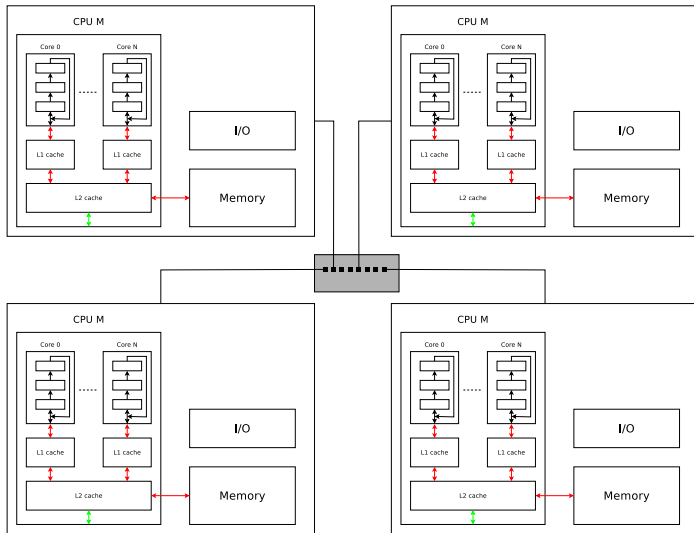 CPU M
Core 0
Core N
I/O
L1 cache
L1 cache
L2 cache
Memory
CPU M
Core 0
Core N
I/O
L1 cache
L1 cache
L2 cache
Memory
CPU M
Core 0
Core N
I/O
L1 cache
L1 cache
L2 cache
Memory
CPU M
Core 0
Core N
I/O
L1 cache
L1 cache
L2 cache
Memory